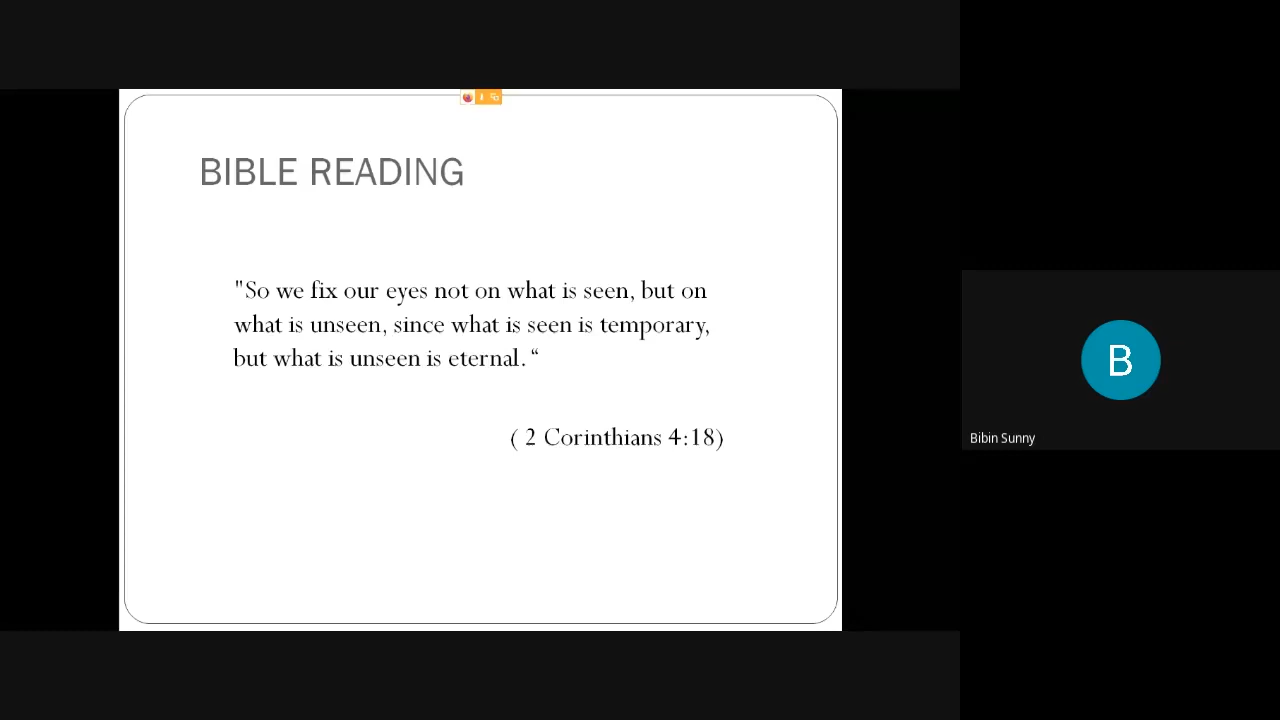 BIBLE READING
"So we fix our eyes not on what is seen, but on
what is unseen, since what is seen is temporary,
but what is unseen is eternal. “
( 2 Corinthians 4:18)
B
Bibin Sunny